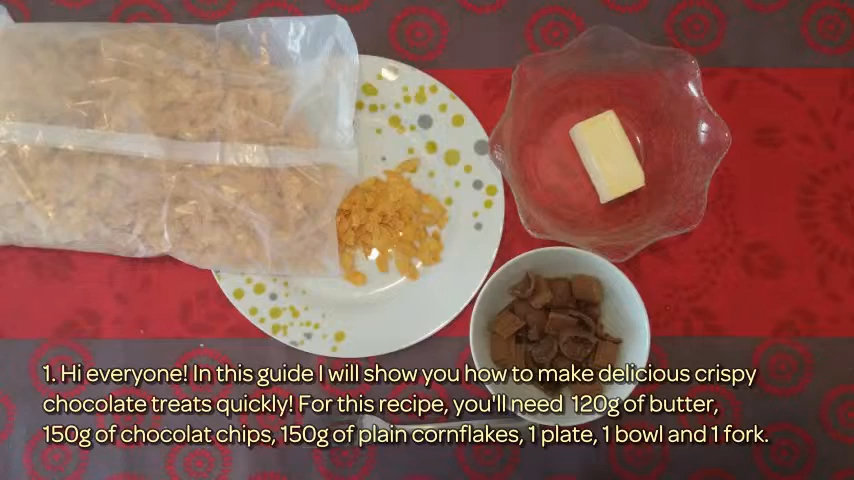 1. Hi everyone! In this guide I will show you how to make delicious crispy
chocolate treats quickly! For this recipe, you'll need 120g of butter,
150g of chocolat chips, 150g of plain cornflakes, 1 plate, 1 bowl and 1 fork.